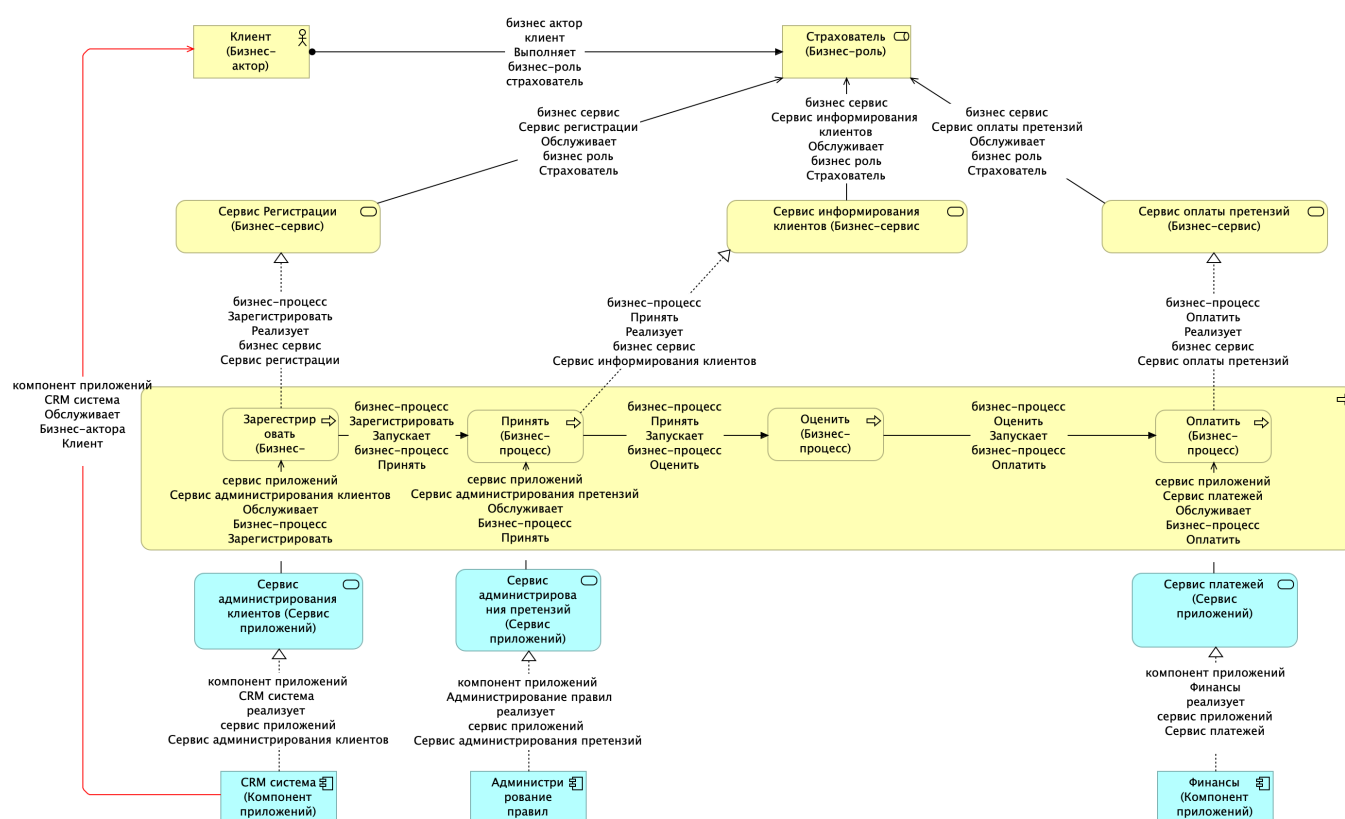 Клиент
(Бизнес-
актор)
бизнес актор
клиент
Выполняет
бизнес-роль
страхователь
Страхователь
(Бизнес-роль)
бизнес сервис
Сервис регистрации
Обслуживает
бизнес роль
Страхователь
бизнес сервис
Сервис информирования
клиентов
Обслуживает
бизнес роль
Страхователь
бизнес сервис
Сервис оплаты претензий
Обслуживает
бизнес роль
Страхователь
Сервис Регистрации
(Бизнес-сервис)
Сервис информирования
клиентов (Бизнес-сервис
Сервис оплаты претензий
(Бизнес-сервис)
бизнес-процесс
Зарегистрировать
Реализует
бизнес сервис
Сервис регистрации
бизнес-процесс
Принять
Реализует
бизнес сервис
Сервис информирования клиентов
бизнес-процесс
Оплатить
Реализует
бизнес сервис
Сервис оплаты претензий
компонент приложений
CRM система
Обслуживает
Бизнес-актора
Клиент
Зарегестрир
овать
(Бизнес-
бизнес-процесс
Зарегистрировать
Запускает
бизнес-процесс
Принять
Принять
(Бизнес-
процесс)
бизнес-процесс
Принять
Запускает
бизнес-процесс
Оценить
Оценить
(Бизнес-
процесс)
бизнес-процесс
Оценить
Запускает
бизнес-процесс
Оплатить
Оплатить
(Бизнес-
процесс)
сервис приложений
Сервис администрирования клиентов
Обслуживает
Бизнес-процесс
Зарегистрировать
сервис приложений
Сервис администрирования претензий
Обслуживает
Бизнес-процесс
Принять
сервис приложений
Сервис платежей
Обслуживает
Бизнес-процесс
Оплатить
Сервис
администрирования
клиентов (Сервис
приложений)
Сервис
администрирова
ния претензий
(Сервис
приложений)
Сервис платежей
(Сервис
приложений)
компонент приложений
CRM система
реализует
сервис приложений
Сервис администрирования клиентов
компонент приложений
Администрирование правил
реализует
сервис приложений
Сервис администрирования претензий
компонент приложений
Финансы
реализует
сервис приложений
Сервис платежей
CRM система
(Компонент
приложений)
Администри
рование
правил
Финансы
(Компонент
приложений)